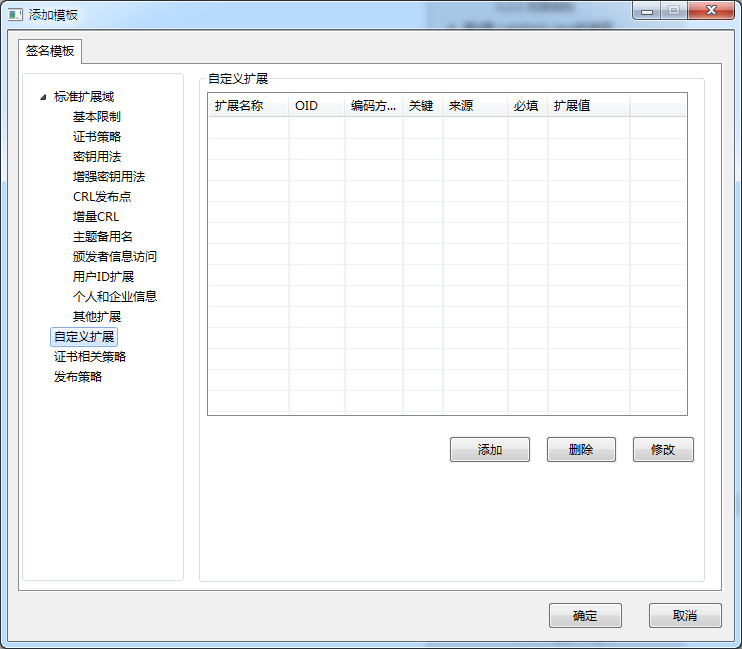 添加模板
签名模板
标准扩展域
基本限制
证书策略
密钥用法
增强密钥用法
CRL发布点
增量CRL
主题备用名
颁发者信息访问
用户ID扩展
个人和企业信息
其他扩展
自定义扩展
证书相关策略
发布策略
自定义扩展
扩展名称 OID 编码方... 关键 来源 必填 扩展值
添加 删除 修改
确定 取消